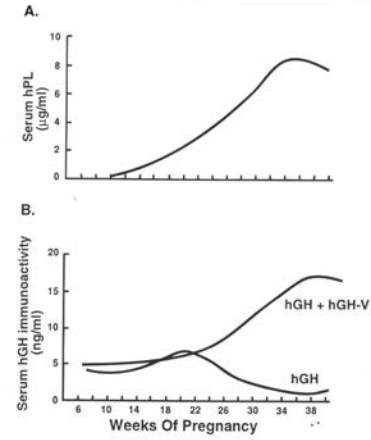 A.
10
8
6
4
2
0
Serum hPL
(µg/ml)
B.
20
15
10
5
0
Serum hGH immunoactivity
(ng/ml)
hGH + hGH-V
hGH
6 10 14 18 22 26 30 34 38
Weeks Of Pregnancy